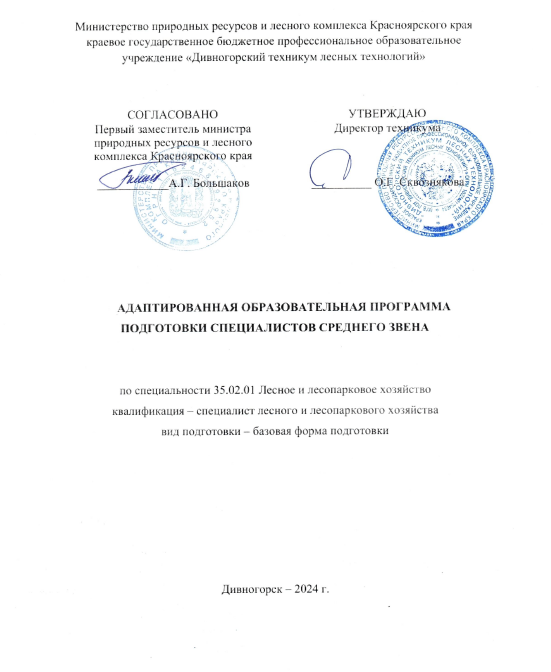 Министерство природных ресурсов и лесного комплекса Красноярского края
краевое государственное бюджетное профессиональное образовательное
учреждение «Дивногорский техникум лесных технологий»
СОГЛАСОВАНО
Первый заместитель министра
природных ресурсов и лесного
комплекса Красноярского края
А.Г. Большаков
УТВЕРЖДАЮ
Директор техникума
О.Г. Сквознякова
АДАПТИРОВАННАЯ ОБРАЗОВАТЕЛЬНАЯ ПРОГРАММА
ПОДГОТОВКИ СПЕЦИАЛИСТОВ СРЕДНЕГО ЗВЕНА
по специальности 35.02.01 Лесное и лесопарковое хозяйство
квалификация – специалист лесного и лесопаркового хозяйства
вид подготовки – базовая форма подготовки
Дивногорск – 2024 г.